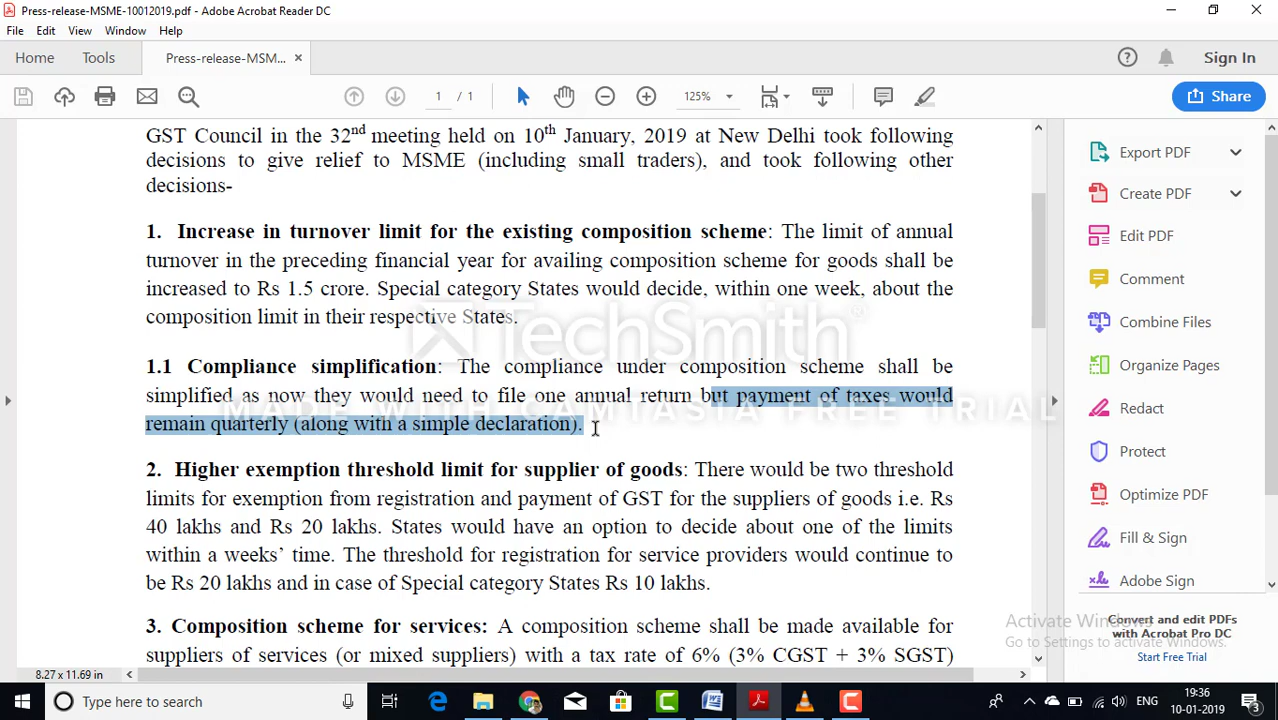 Press-release-MSME-10012019.pdf - Adobe Acrobat Reader DC
File Edit View Window Help
Home Tools Press-release-MSM... ×
Sign In
1 / 1 125% Share
GST Council in the 32nd meeting held on 10th January, 2019 at New Delhi took following
decisions to give relief to MSME (including small traders), and took following other
decisions-
1. Increase in turnover limit for the existing composition scheme: The limit of annual
turnover in the preceding financial year for availing composition scheme for goods shall be
increased to Rs 1.5 crore. Special category States would decide, within one week, about the
composition limit in their respective States.
1.1 Compliance simplification: The compliance under composition scheme shall be
simplified as now they would need to file one annual return but payment of taxes would
remain quarterly (along with a simple declaration).
2. Higher exemption threshold limit for supplier of goods: There would be two threshold
limits for exemption from registration and payment of GST for the suppliers of goods i.e. Rs
40 lakhs and Rs 20 lakhs. States would have an option to decide about one of the limits
within a weeks' time. The threshold for registration for service providers would continue to
be Rs 20 lakhs and in case of Special category States Rs 10 lakhs.
3. Composition scheme for services: A composition scheme shall be made available for
suppliers of services (or mixed suppliers) with a tax rate of 6% (3% CGST + 3% SGST)
8.27 x 11.69 in
TechSmith®
MADE WITH CAMTASIA FREE TRIAL
Export PDF
Create PDF
Edit PDF
Comment
Combine Files
Organize Pages
Redact
Protect
Optimize PDF
Fill & Sign
Adobe Sign
Convert and edit PDFs
with Acrobat Pro DC
Start Free Trial
Activate Windows
Go to Settings to activate Windows.
Type here to search
ENG
19:36
10-01-2019
3